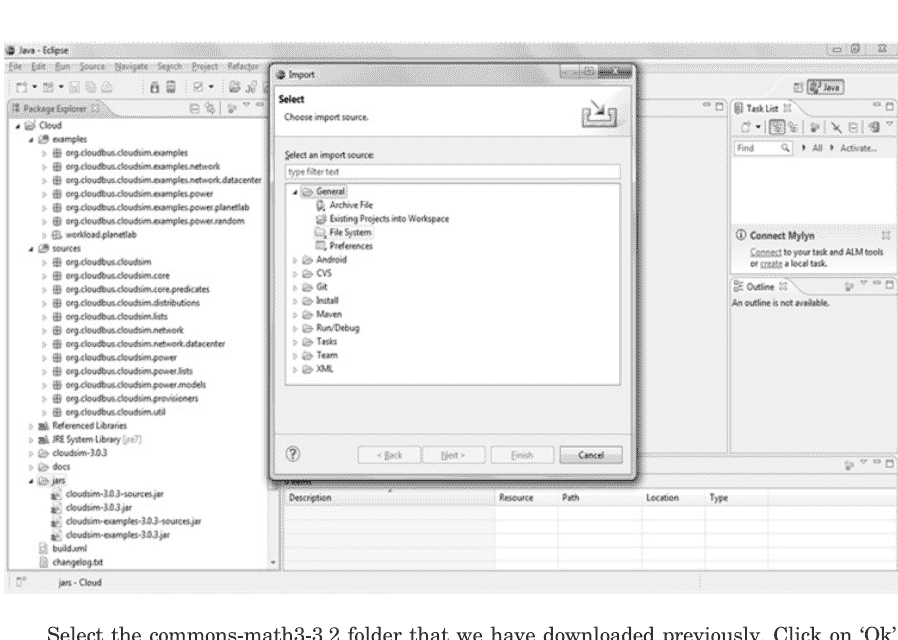 Java - Eclipse
File Edit Run Source Navigate Search Project Refactor
Java
Package Explorer
Cloud
examples
org.cloudbus.cloudsim.examples
org.cloudbus.cloudsim.examples.network
org.cloudbus.cloudsim.examples.network.datacenter
org.cloudbus.cloudsim.examples.power
org.cloudbus.cloudsim.examples.power.planetlab
org.cloudbus.cloudsim.examples.power.random
workload.planetlab
sources
org.cloudbus.cloudsim
org.cloudbus.cloudsim.core
org.cloudbus.cloudsim.core.predicates
org.cloudbus.cloudsim.distributions
org.cloudbus.cloudsim.lists
org.cloudbus.cloudsim.network
org.cloudbus.cloudsim.network.datacenter
org.cloudbus.cloudsim.power
org.cloudbus.cloudsim.power.lists
org.cloudbus.cloudsim.power.models
org.cloudbus.cloudsim.provisioners
org.cloudbus.cloudsim.util
Referenced Libraries
JRE System Library [jre7]
cloudsim-3.0.3
docs
jars
cloudsim-3.0.3-sources.jar
cloudsim-3.0.3.jar
cloudsim-examples-3.0.3-sources.jar
cloudsim-examples-3.0.3.jar
build.xml
changelog.txt
Import
Select
Choose import source.
Select an import source:
type filter text
General
Archive File
Existing Projects into Workspace
File System
Preferences
Android
CVS
Git
Install
Maven
Run/Debug
Tasks
Team
XML
?
< Back Next > Finish Cancel
Task List
Find All Activate...
Connect Mylyn
Connect to your task and ALM tools
or create a local task.
Outline
An outline is not available.
0 items
Description Resource Path Location Type
jars - Cloud
Select the commons-math3-3.2 folder that we have downloaded previously. Click on ‘Ok’